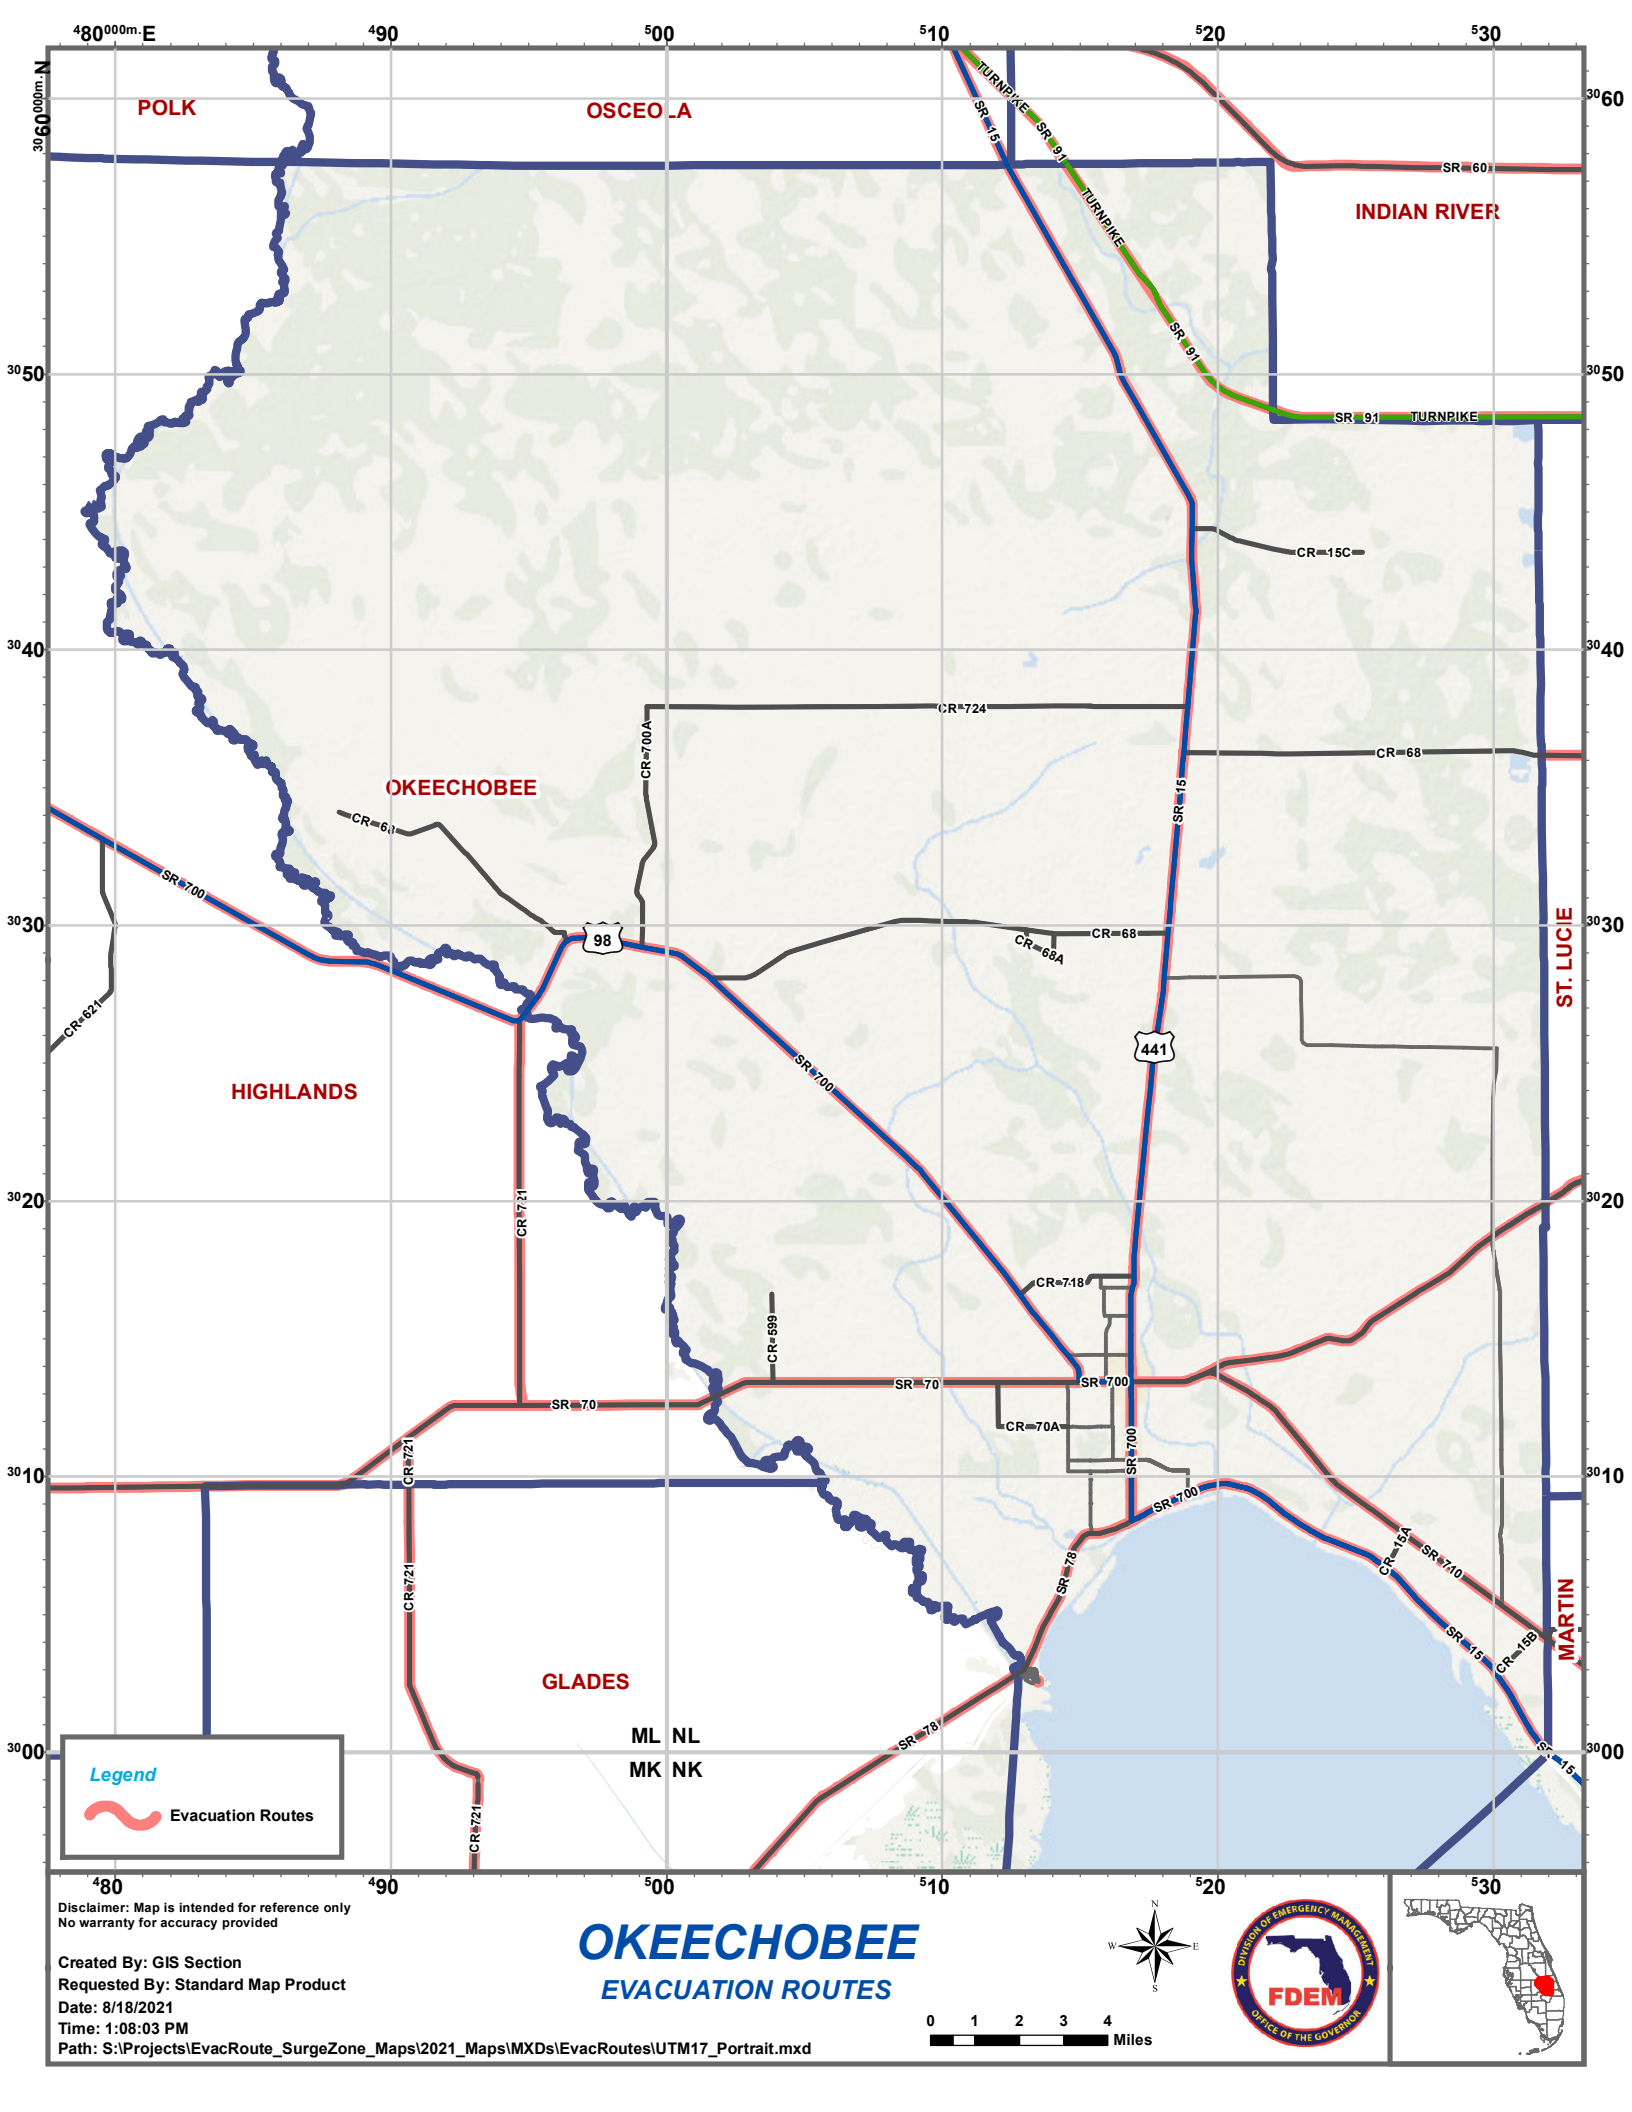 480000m.E
490
500
510
520
530
3060000m.N
POLK
OSCEOLA
TURNPIKE
SR 15
SR 91
3060
SR 60
TURNPIKE
INDIAN RIVER
SR 91
3050
3050
SR 91
TURNPIKE
CR 15C
3040
3040
CR 724
CR 700A
CR 68
OKEECHOBEE
SR 15
CR 68
SR 700
3030
98
CR 68
CR 68A
3030
ST. LUCIE
CR 621
441
SR 700
HIGHLANDS
3020
CR 721
3020
CR 718
CR 599
SR 70
SR 700
SR 70
CR 70A
CR 721
SR 700
3010
3010
SR 700
CR 15A
SR 710
SR 78
CR 721
SR 15
CR 15B
MARTIN
GLADES
ML NL
SR 78
3000
3000
SR 15
MK NK
Legend
Evacuation Routes
CR 721
480
490
500
510
520
530
Disclaimer: Map is intended for reference only
No warranty for accuracy provided
Created By: GIS Section
Requested By: Standard Map Product
Date: 8/18/2021
Time: 1:08:03 PM
Path: S:\Projects\EvacRoute_SurgeZone_Maps\2021_Maps\MXDs\EvacRoutes\UTM17_Portrait.mxd
OKEECHOBEE
EVACUATION ROUTES
N
W E
S
0 1 2 3 4
Miles
DIVISION OF EMERGENCY MANAGEMENT
FDEM
OFFICE OF THE GOVERNOR